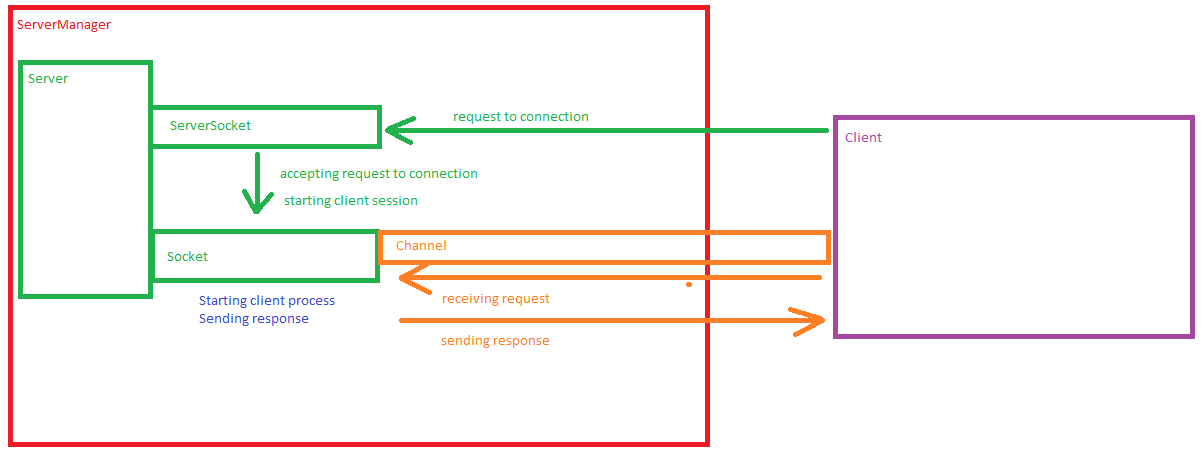 ServerManager
Server
ServerSocket
request to connection
Client
accepting request to connection
starting client session
Channel
Socket
Starting client process
Sending response
receiving request
sending response